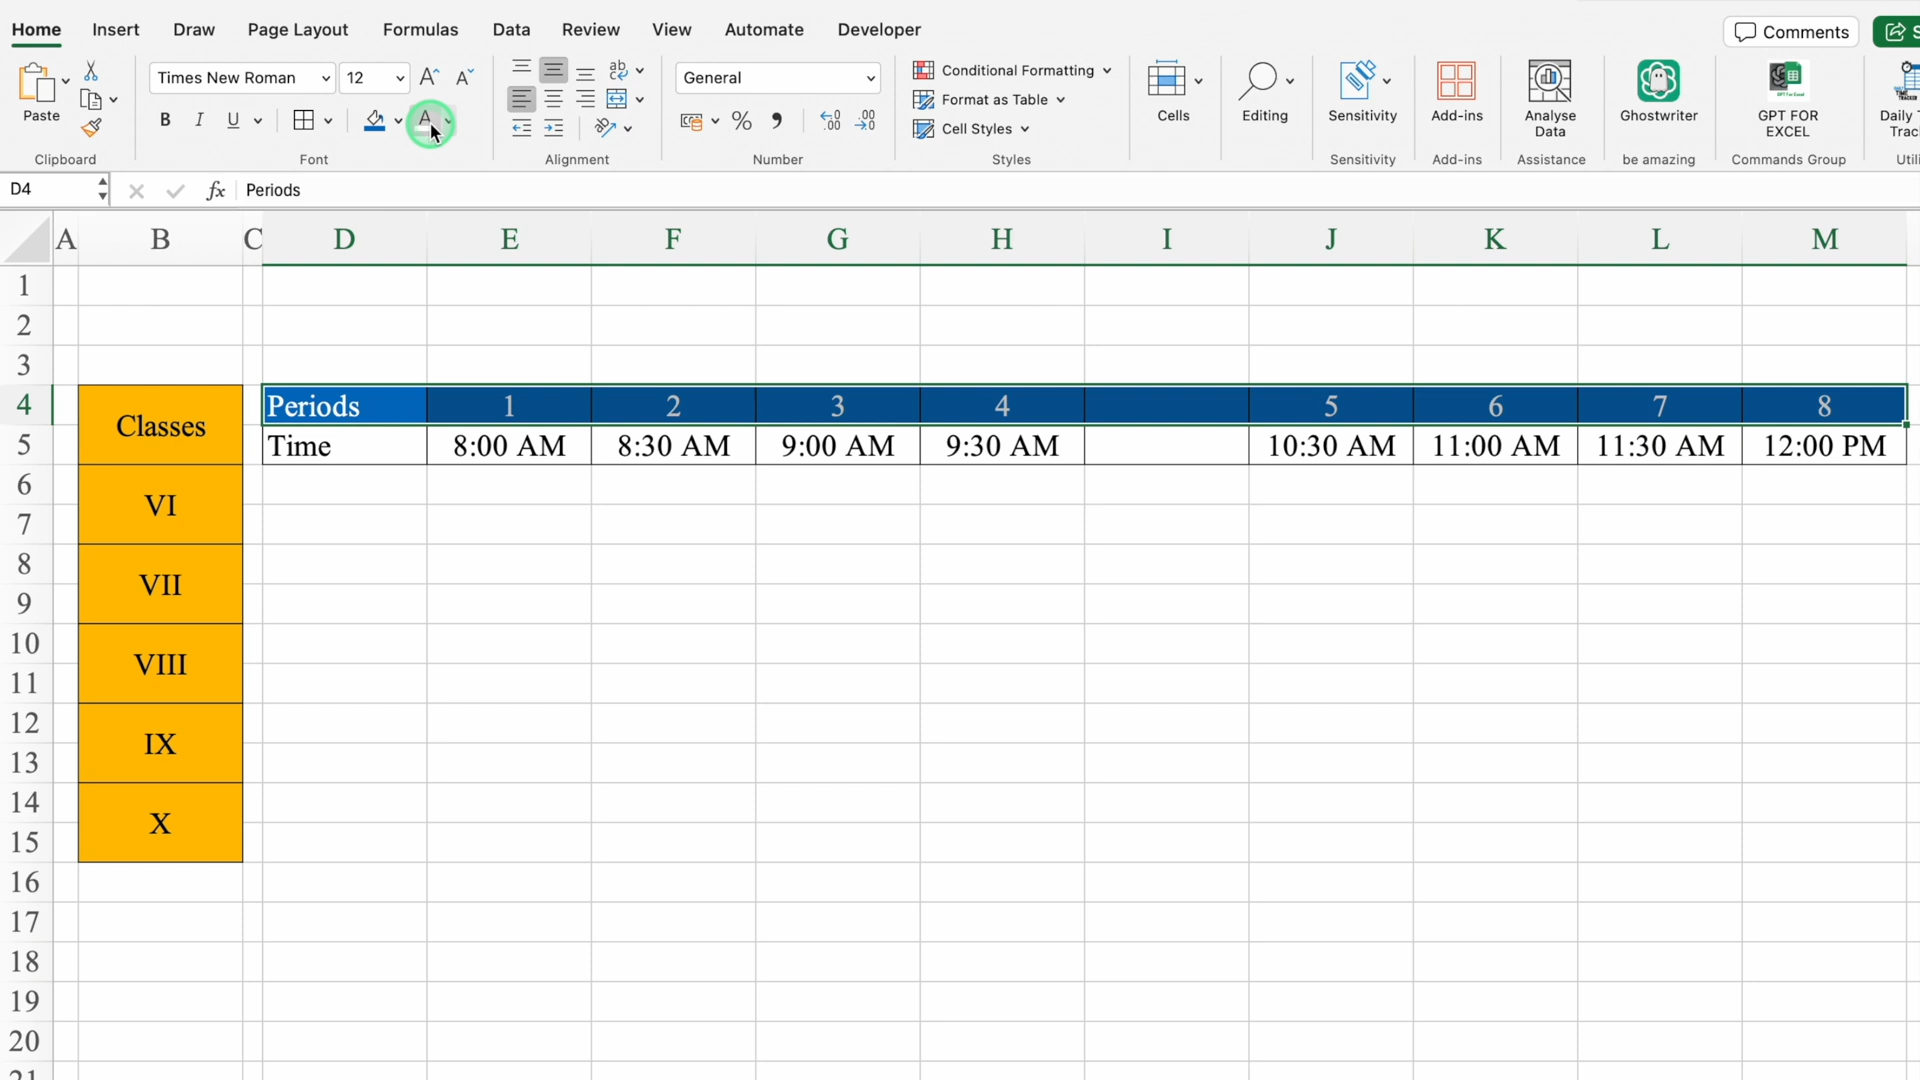 Home Insert Draw Page Layout Formulas Data Review View Automate Developer Comments
Paste
Clipboard
Times New Roman 12
B I U
Font
Alignment
General
% 9
Number
Conditional Formatting
Format as Table
Cell Styles
Styles
Cells
Editing
Sensitivity
Sensitivity
Add-ins
Add-ins
Analyse
Data
Assistance
Ghostwriter
be amazing
GPT FOR
EXCEL
Commands Group
Daily
D4 fx Periods
A B C D E F G H I J K L M
1
2
3
4 Classes Periods 1 2 3 4 5 6 7 8
5 Time 8:00 AM 8:30 AM 9:00 AM 9:30 AM 10:30 AM 11:00 AM 11:30 AM 12:00 PM
6 VI
7
8 VII
9
10 VIII
11
12 IX
13
14 X
15
16
17
18
19
20
21